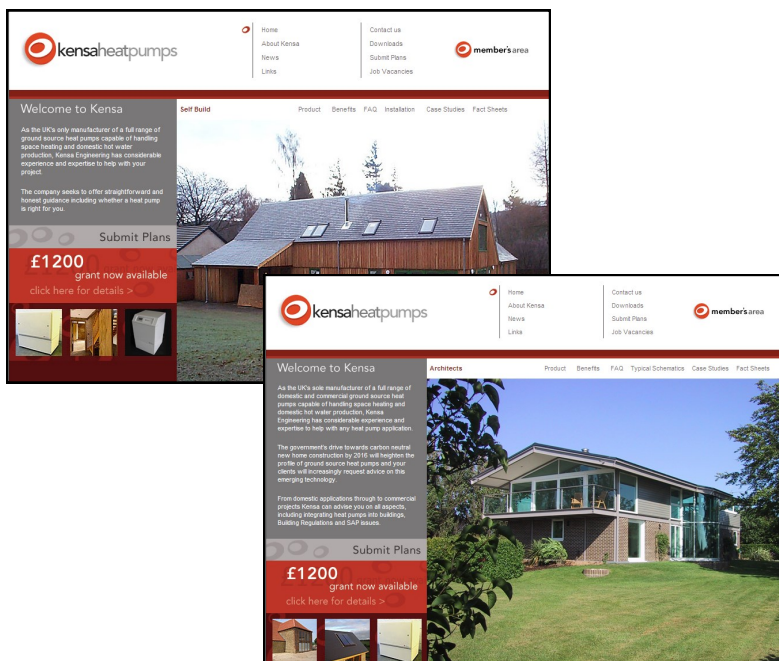 kensaheatpumps
Home
About Kensa
News
Links
Contact us
Downloads
Submit Plans
Job Vacancies
member's area
Welcome to Kensa
As the UK's only manufacturer of a full range of
ground source heat pumps capable of handling
space heating and domestic hot water
production, Kensa Engineering has considerable
experience and expertise to help with your
project.
The company seeks to offer straightforward and
honest guidance including whether a heat pump
is right for you.
Submit Plans
£1200
grant now available
click here for details >
Self Build
Product Benefits FAQ Installation Case Studies Fact Sheets
kensaheatpumps
Home
About Kensa
News
Links
Contact us
Downloads
Submit Plans
Job Vacancies
member's area
Welcome to Kensa
As the UK's sole manufacturer of a full range of
domestic and commercial ground source heat
pumps capable of handling space heating and
domestic hot water production, Kensa
Engineering has considerable experience and
expertise to help with any heat pump application.
The government's drive towards carbon neutral
new home construction by 2016 will heighten the
profile of ground source heat pumps and your
clients will increasingly request advice on this
emerging technology.
From domestic applications through to commercial
projects Kensa can advise you on all aspects,
including integrating heat pumps into buildings,
Building Regulations and SAP issues.
Submit Plans
£1200
grant now available
click here for details >
Architects
Product Benefits FAQ Typical Schematics Case Studies Fact Sheets